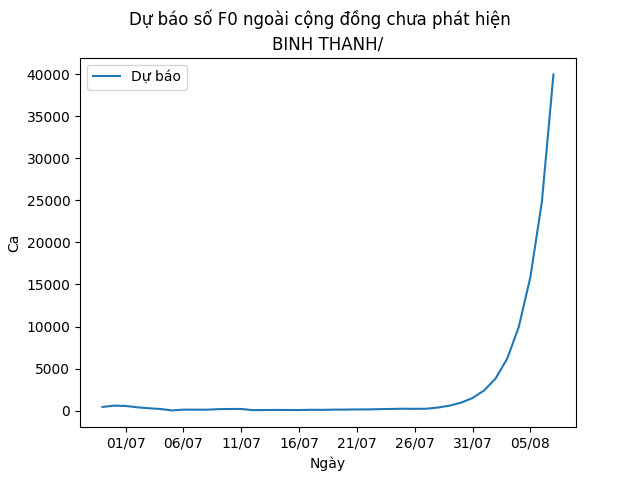 Dự báo số F0 ngoài cộng đồng chưa phát hiện
BINH THANH/
Dự báo
40000
35000
30000
25000
20000
15000
10000
5000
0
Ca
01/07 06/07 11/07 16/07 21/07 26/07 31/07 05/08
Ngày